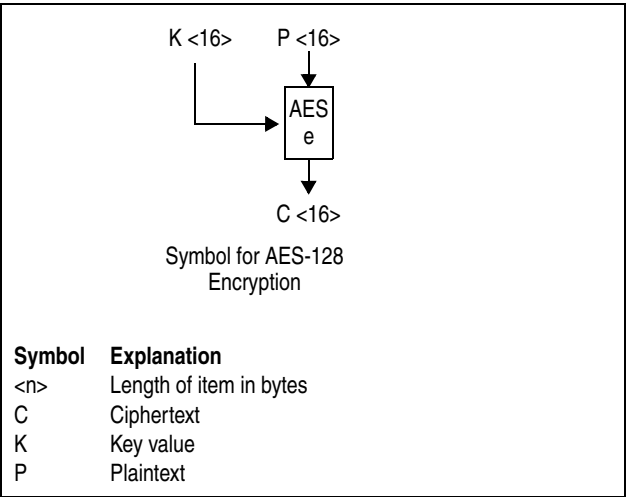 K <16> P <16>
AES
e
C <16>
Symbol for AES-128
Encryption
Symbol Explanation
<n> Length of item in bytes
C Ciphertext
K Key value
P Plaintext